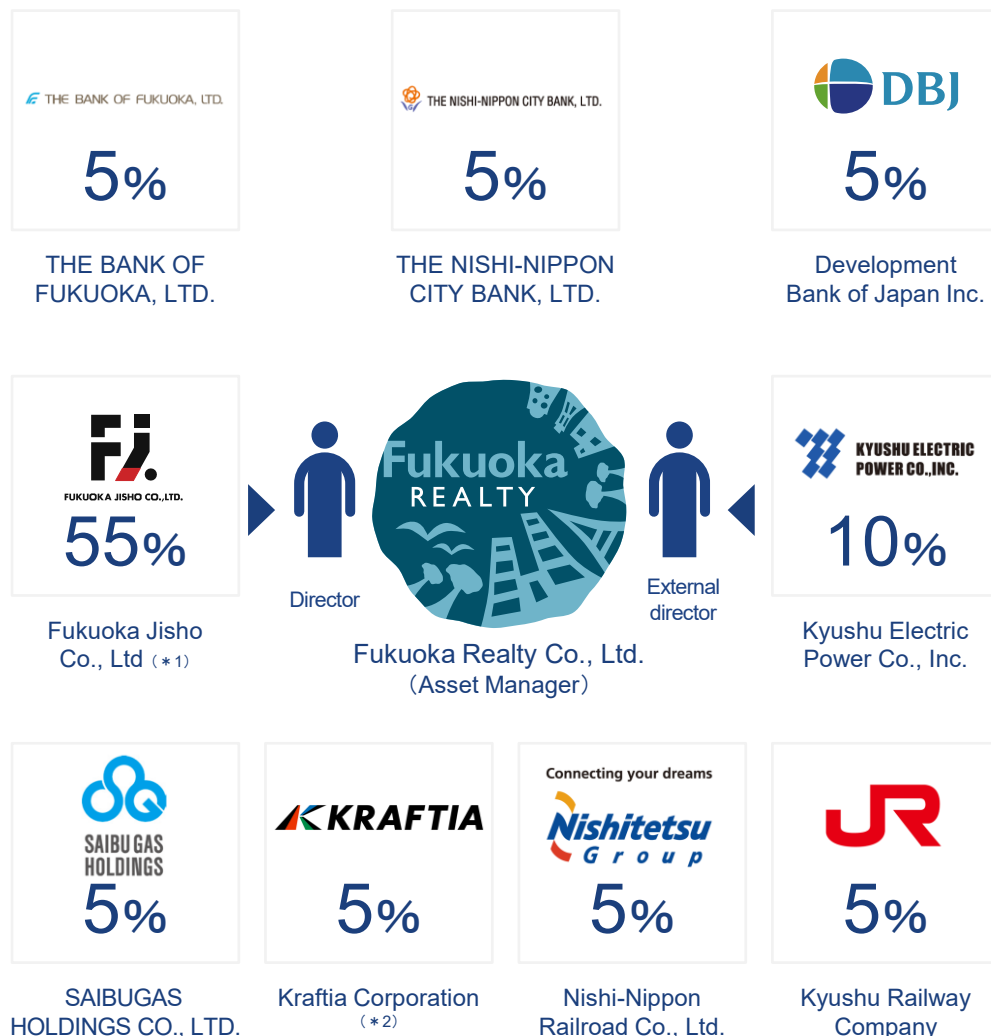 THE BANK OF FUKUOKA, LTD.
5%
THE BANK OF
FUKUOKA, LTD.
THE NISHI-NIPPON CITY BANK, LTD.
5%
THE NISHI-NIPPON
CITY BANK, LTD.
DBJ
5%
Development
Bank of Japan Inc.
FJ.
FUKUOKA JISHO CO.,LTD.
55%
Fukuoka Jisho
Co., Ltd（＊1）
Director
Fukuoka
REALTY
Fukuoka Realty Co., Ltd.
（Asset Manager）
External
director
KYUSHU ELECTRIC
POWER CO.,INC.
10%
Kyushu Electric
Power Co., Inc.
SAIBU GAS
HOLDINGS
5%
SAIBUGAS
HOLDINGS CO., LTD.
KRAFTIA
5%
Kraftia Corporation
（＊2）
Connecting your dreams
Nishitetsu
Group
5%
Nishi-Nippon
Railroad Co., Ltd.
JR
5%
Kyushu Railway
Company